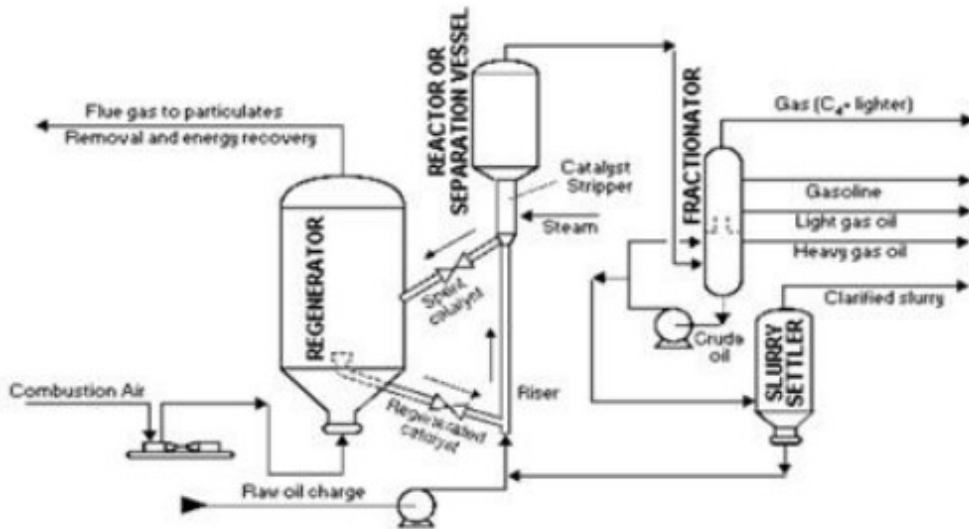 Flue gas to particulates
Removal and energy recovery
REACTOR OR
SEPARATION VESSEL
Catalyst
Stripper
Steam
FRACTIONATOR
Gas (C4+ lighter)
Gasoline
Light gas oil
Heavy gas oil
Clarified slurry
REGENERATOR
Spent
catalyst
Crude
oil
SLURRY
SETTLER
Combustion Air
Regenerated
catalyst
Riser
Raw oil charge